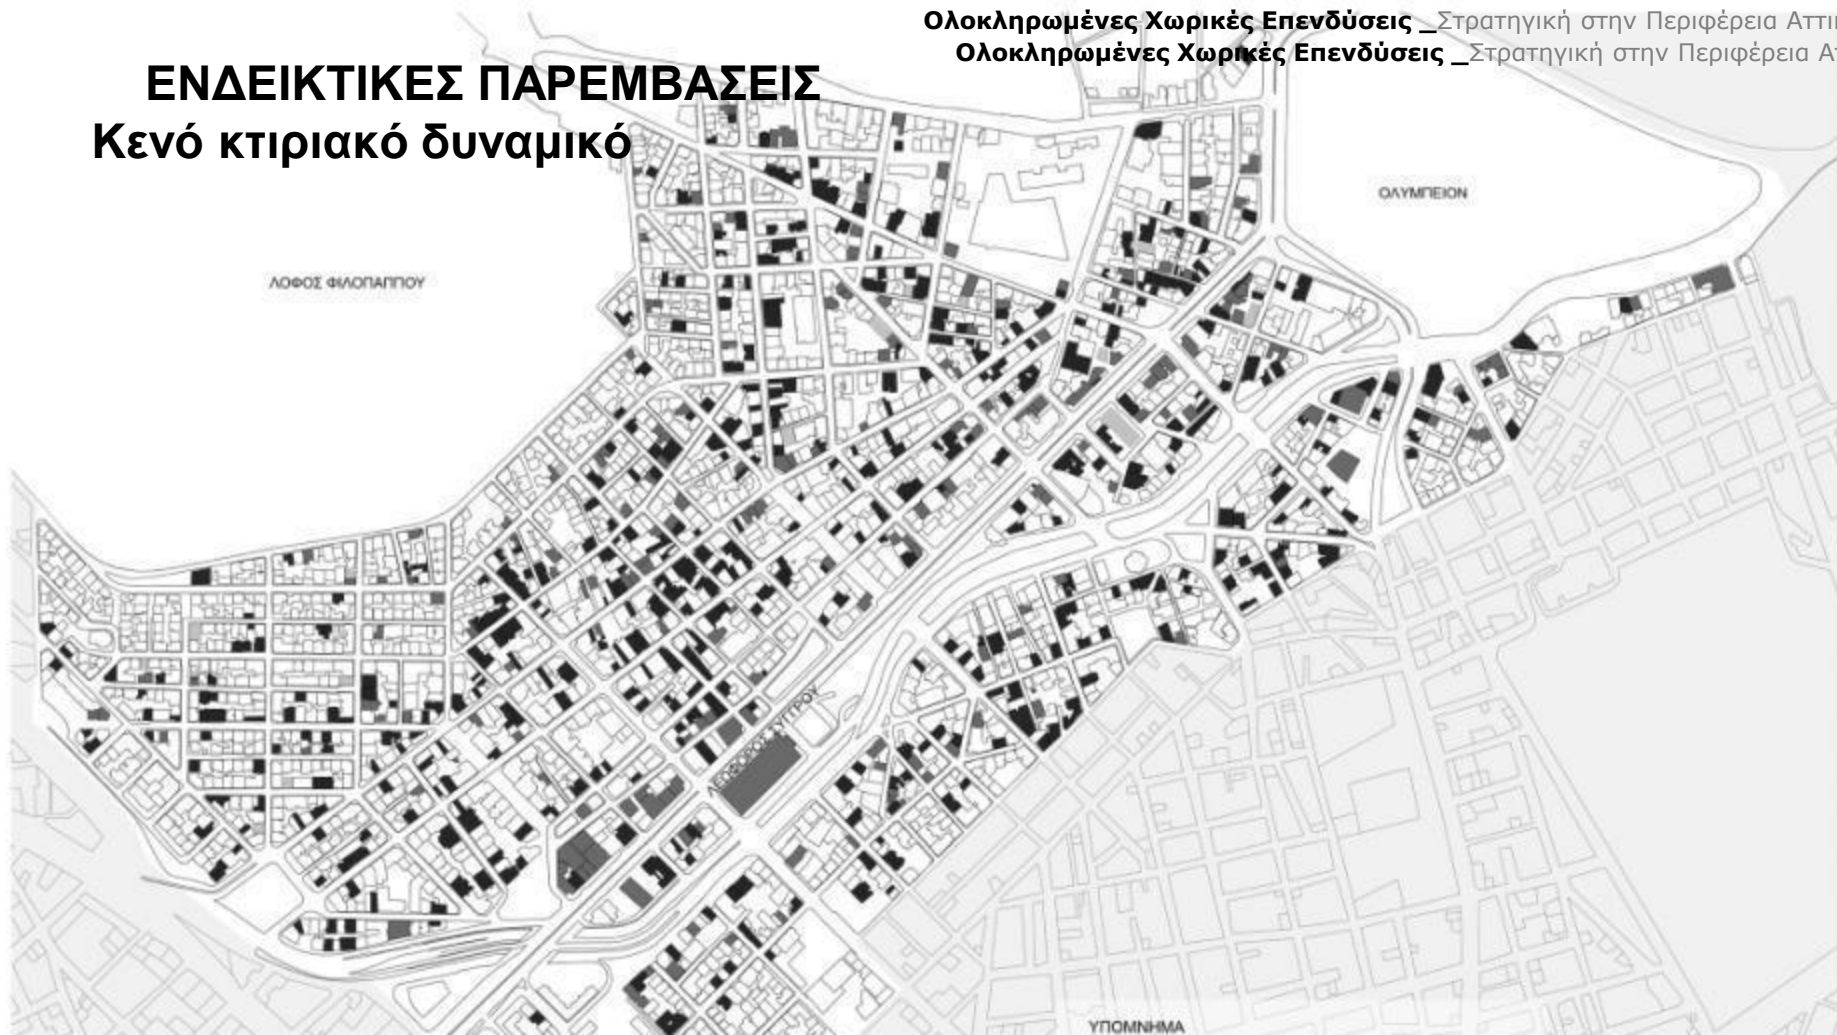 Ολοκληρωμένες Χωρικές Επενδύσεις _Στρατηγική στην Περιφέρεια Αττι
Ολοκληρωμένες Χωρικές Επενδύσεις _Στρατηγική στην Περιφέρεια Ατ
ΕΝΔΕΙΚΤΙΚΕΣ ΠΑΡΕΜΒΑΣΕΙΣ
Κενό κτιριακό δυναμικό
ΟΛΥΜΠΕΙΟΝ
ΛΟΦΟΣ ΦΙΛΟΠΑΠΠΟΥ
ΛΕΩΦΟΡΟΣ ΣΥΓΓΡΟΥ
ΥΠΟΜΝΗΜΑ